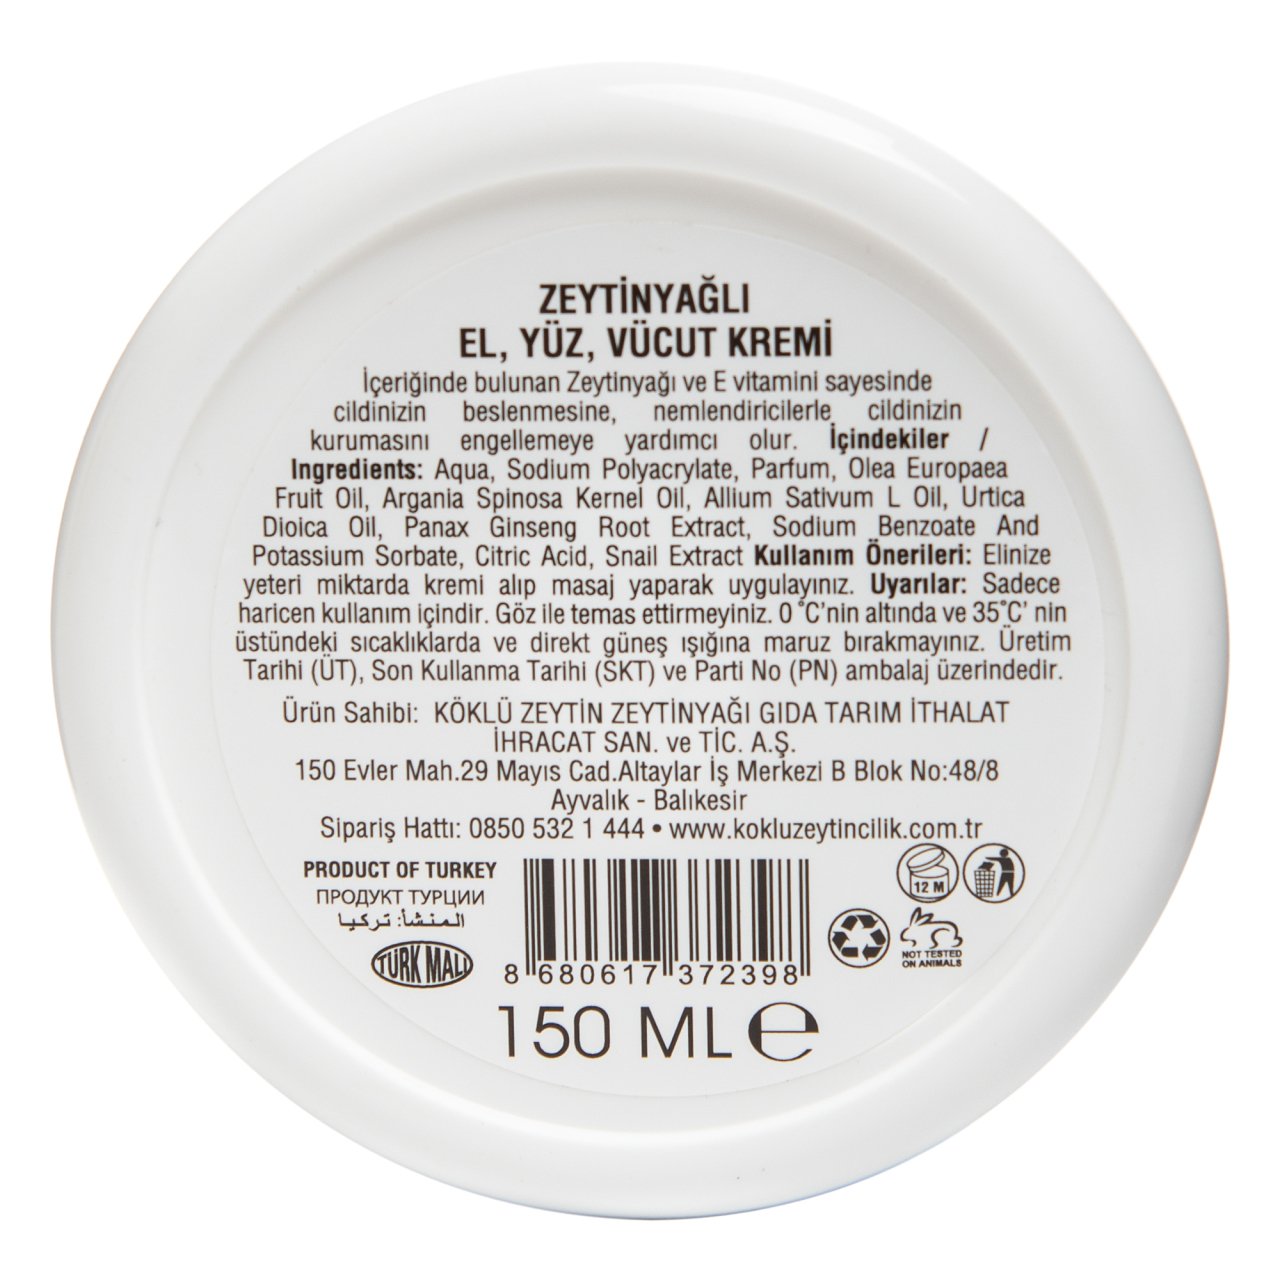 ZEYTİNYAĞLI
EL, YÜZ, VÜCUT KREMİ
İçeriğinde bulunan Zeytinyağı ve E vitamini sayesinde
cildinizin beslenmesine, nemlendiricilerle cildinizin
kurumasını engellemeye yardımcı olur. İçindekiler /
Ingredients: Aqua, Sodium Polyacrylate, Parfum, Olea Europaea
Fruit Oil, Argania Spinosa Kernel Oil, Allium Sativum L Oil, Urtica
Dioica Oil, Panax Ginseng Root Extract, Sodium Benzoate And
Potassium Sorbate, Citric Acid, Snail Extract Kullanım Önerileri: Elinize
yeteri miktarda kremi alıp masaj yaparak uygulayınız. Uyarılar: Sadece
haricen kullanım içindir. Göz ile temas ettirmeyiniz. 0 °C'nin altında ve 35°C' nin
üstündeki sıcaklıklarda ve direkt güneş ışığına maruz bırakmayınız. Üretim
Tarihi (ÜT), Son Kullanma Tarihi (SKT) ve Parti No (PN) ambalaj üzerindedir.
Ürün Sahibi: KÖKLÜ ZEYTİN ZEYTİNYAĞI GIDA TARIM İTHALAT
İHRACAT SAN. ve TİC. A.Ş.
150 Evler Mah.29 Mayıs Cad.Altaylar İş Merkezi B Blok No:48/8
Ayvalık - Balıkesir
Sipariş Hattı: 0850 532 1 444 • www.kokluzeytincilik.com.tr
PRODUCT OF TURKEY
ПРОДУКТ ТУРЦИИ
المنشأ: تركيا
TÜRK MALI
8 680617 372398
12 M
NOT TESTED
ON ANIMALS
150 ML e